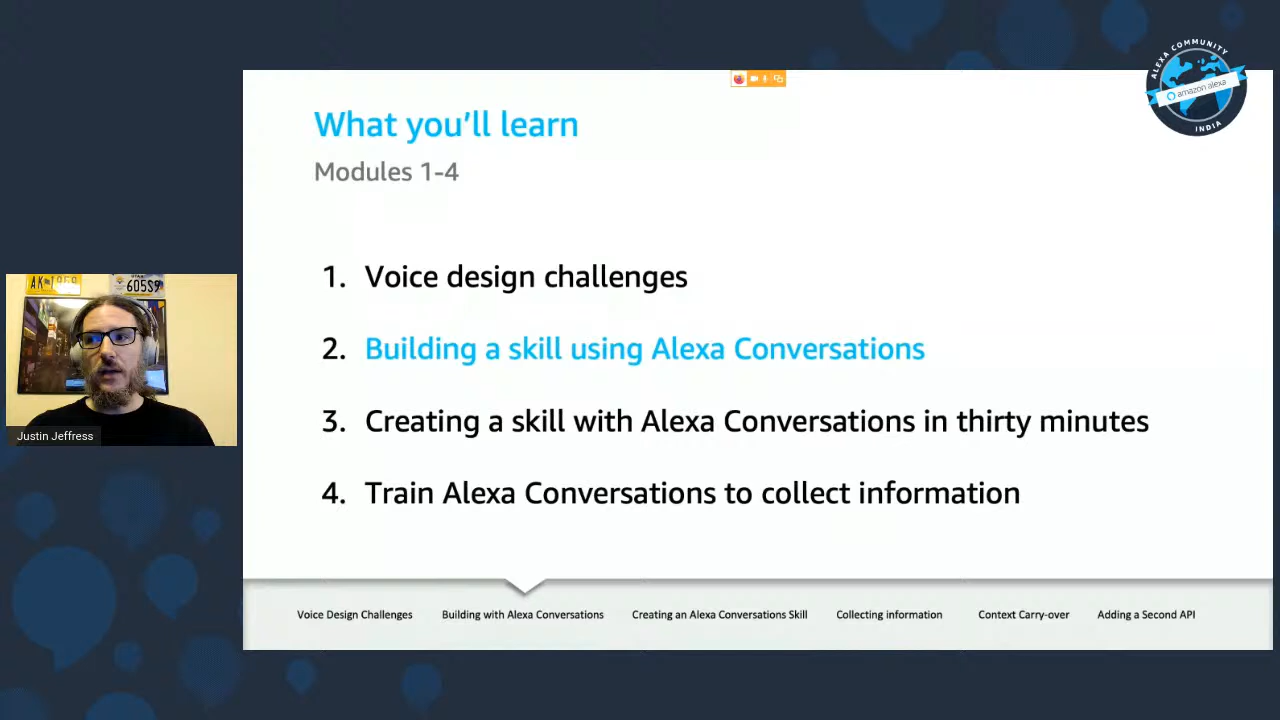 ALEXA COMMUNITY
amazon alexa
INDIA
What you'll learn
Modules 1-4
1. Voice design challenges
2. Building a skill using Alexa Conversations
3. Creating a skill with Alexa Conversations in thirty minutes
4. Train Alexa Conversations to collect information
605S9
Justin Jeffress
Voice Design Challenges
Building with Alexa Conversations
Creating an Alexa Conversations Skill
Collecting information
Context Carry-over
Adding a Second API